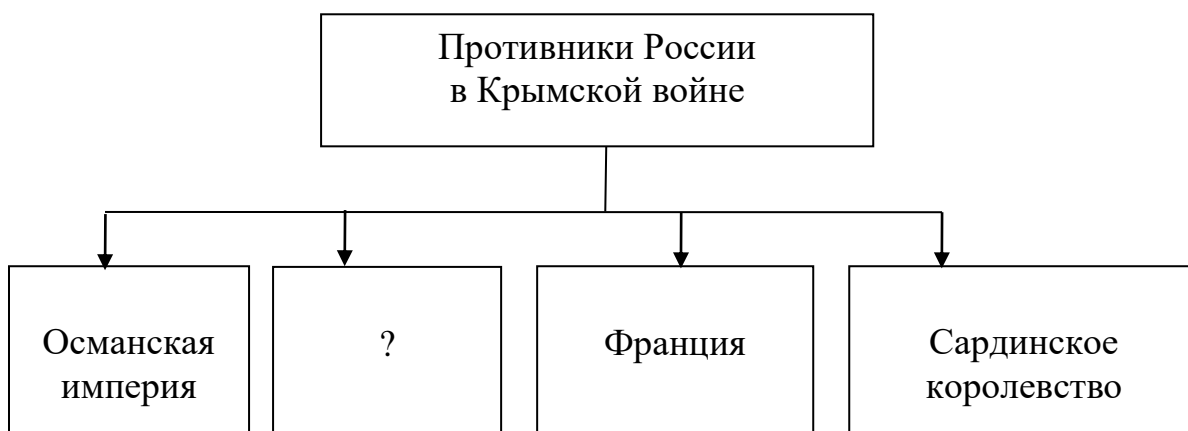 Противники России
в Крымской войне
Османская
империя
?
Франция
Сардинское
королевство